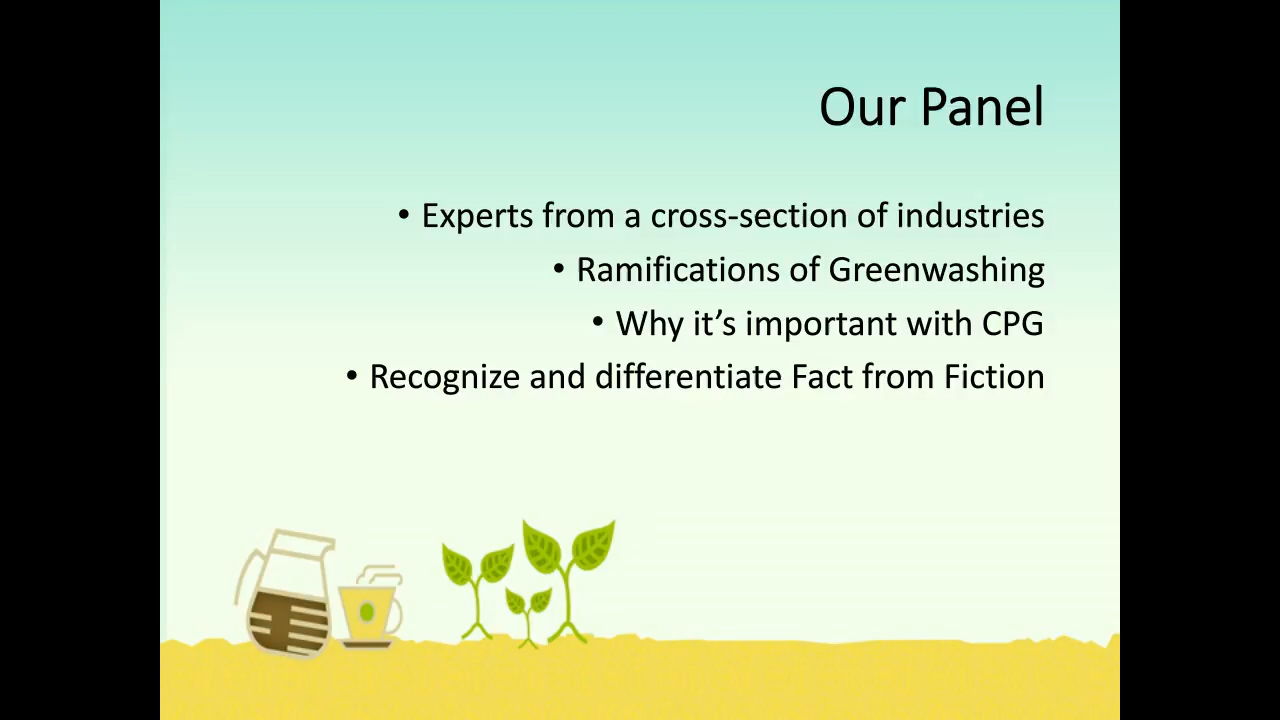 Our Panel
• Experts from a cross-section of industries
• Ramifications of Greenwashing
• Why it’s important with CPG
• Recognize and differentiate Fact from Fiction